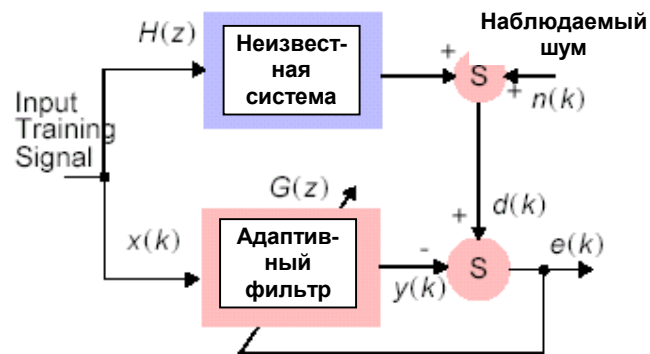 Наблюдаемый
шум
H(z)
Неизвест-
ная
система
+
S
+
n(k)
Input
Training
Signal
G(z)
+
d(k)
x(k)
Адаптив-
ный
фильтр
-
y(k)
S
e(k)